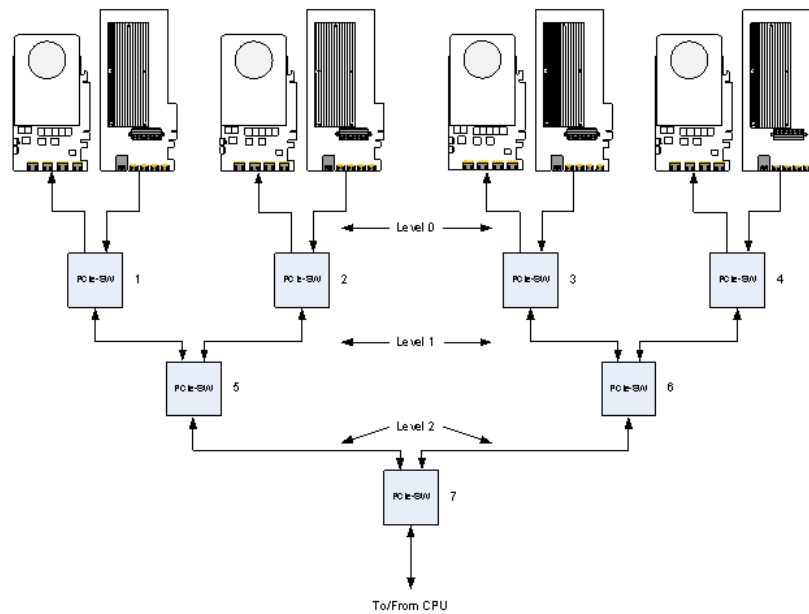 Level 0
PCIe-SW 1
PCIe-SW 2
PCIe-SW 3
PCIe-SW 4
Level 1
PCIe-SW 5
PCIe-SW 6
Level 2
PCIe-SW 7
To/From CPU